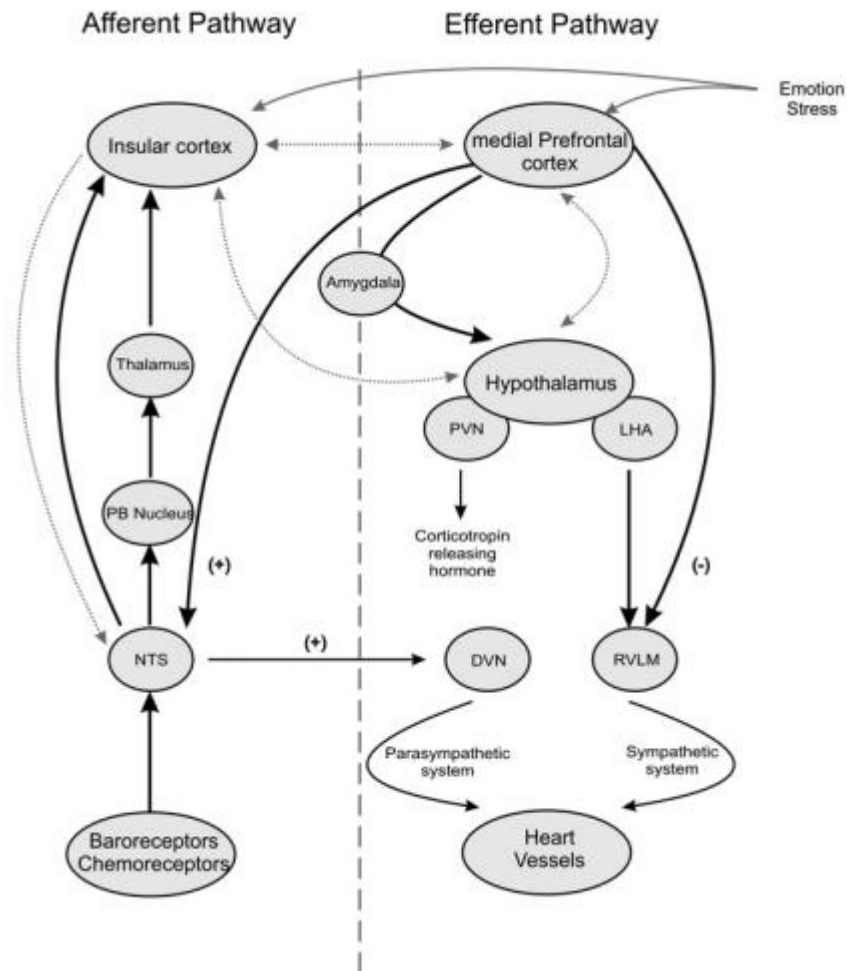 Afferent Pathway
Efferent Pathway
Emotion
Stress
Insular cortex
medial Prefrontal
cortex
Amygdala
Thalamus
Hypothalamus
PVN
LHA
PB Nucleus
Corticotropin
releasing
hormone
(+)
(-)
(+)
NTS
DVN
RVLM
Parasympathetic
system
Sympathetic
system
Baroreceptors
Chemoreceptors
Heart
Vessels